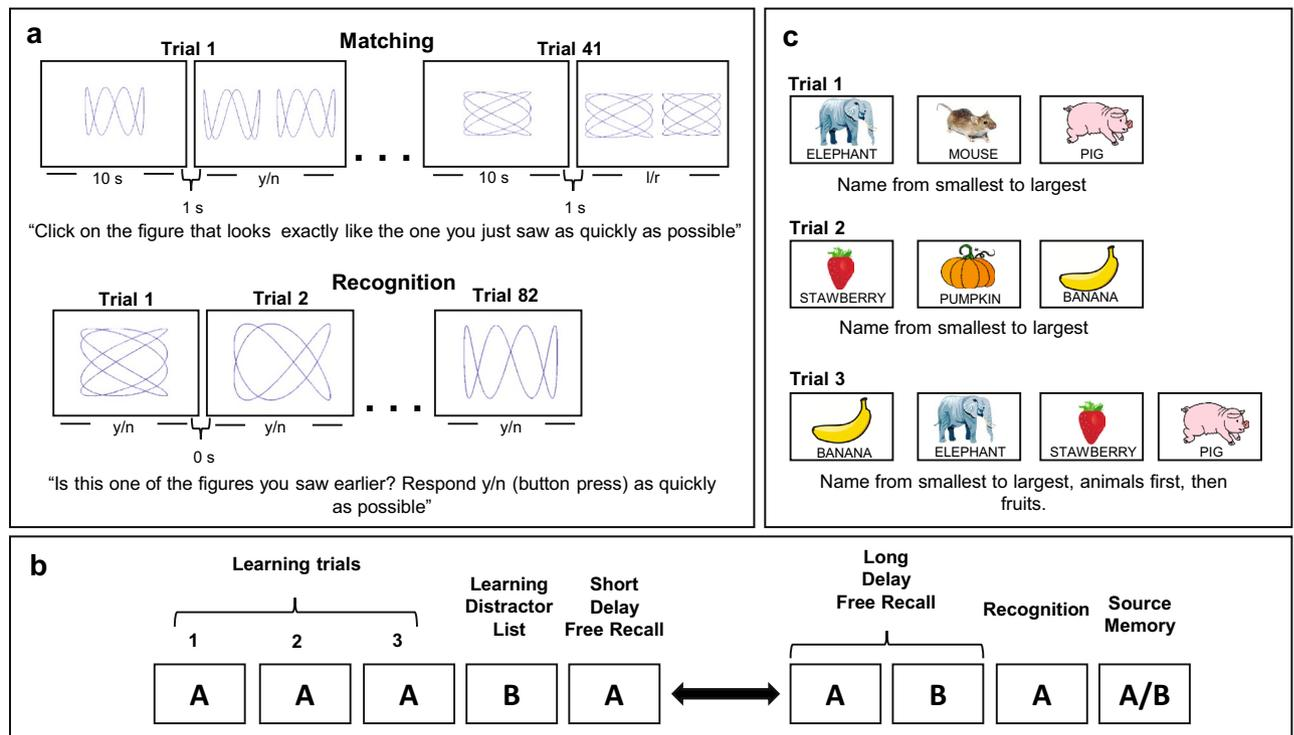 a
Matching
Trial 1
Trial 41
10 s
y/n
10 s
l/r
1 s
1 s
“Click on the figure that looks exactly like the one you just saw as quickly as possible”
Recognition
Trial 1
Trial 2
Trial 82
y/n
y/n
y/n
0 s
“Is this one of the figures you saw earlier? Respond y/n (button press) as quickly
as possible”
c
Trial 1
ELEPHANT
MOUSE
PIG
Name from smallest to largest
Trial 2
STAWBERRY
PUMPKIN
BANANA
Name from smallest to largest
Trial 3
BANANA
ELEPHANT
STAWBERRY
PIG
Name from smallest to largest, animals first, then
fruits.
b
Learning trials
1
2
3
Learning
Distractor
List
Short
Delay
Free Recall
Long
Delay
Free Recall
Recognition
Source
Memory
A
A
A
B
A
A
B
A
A/B